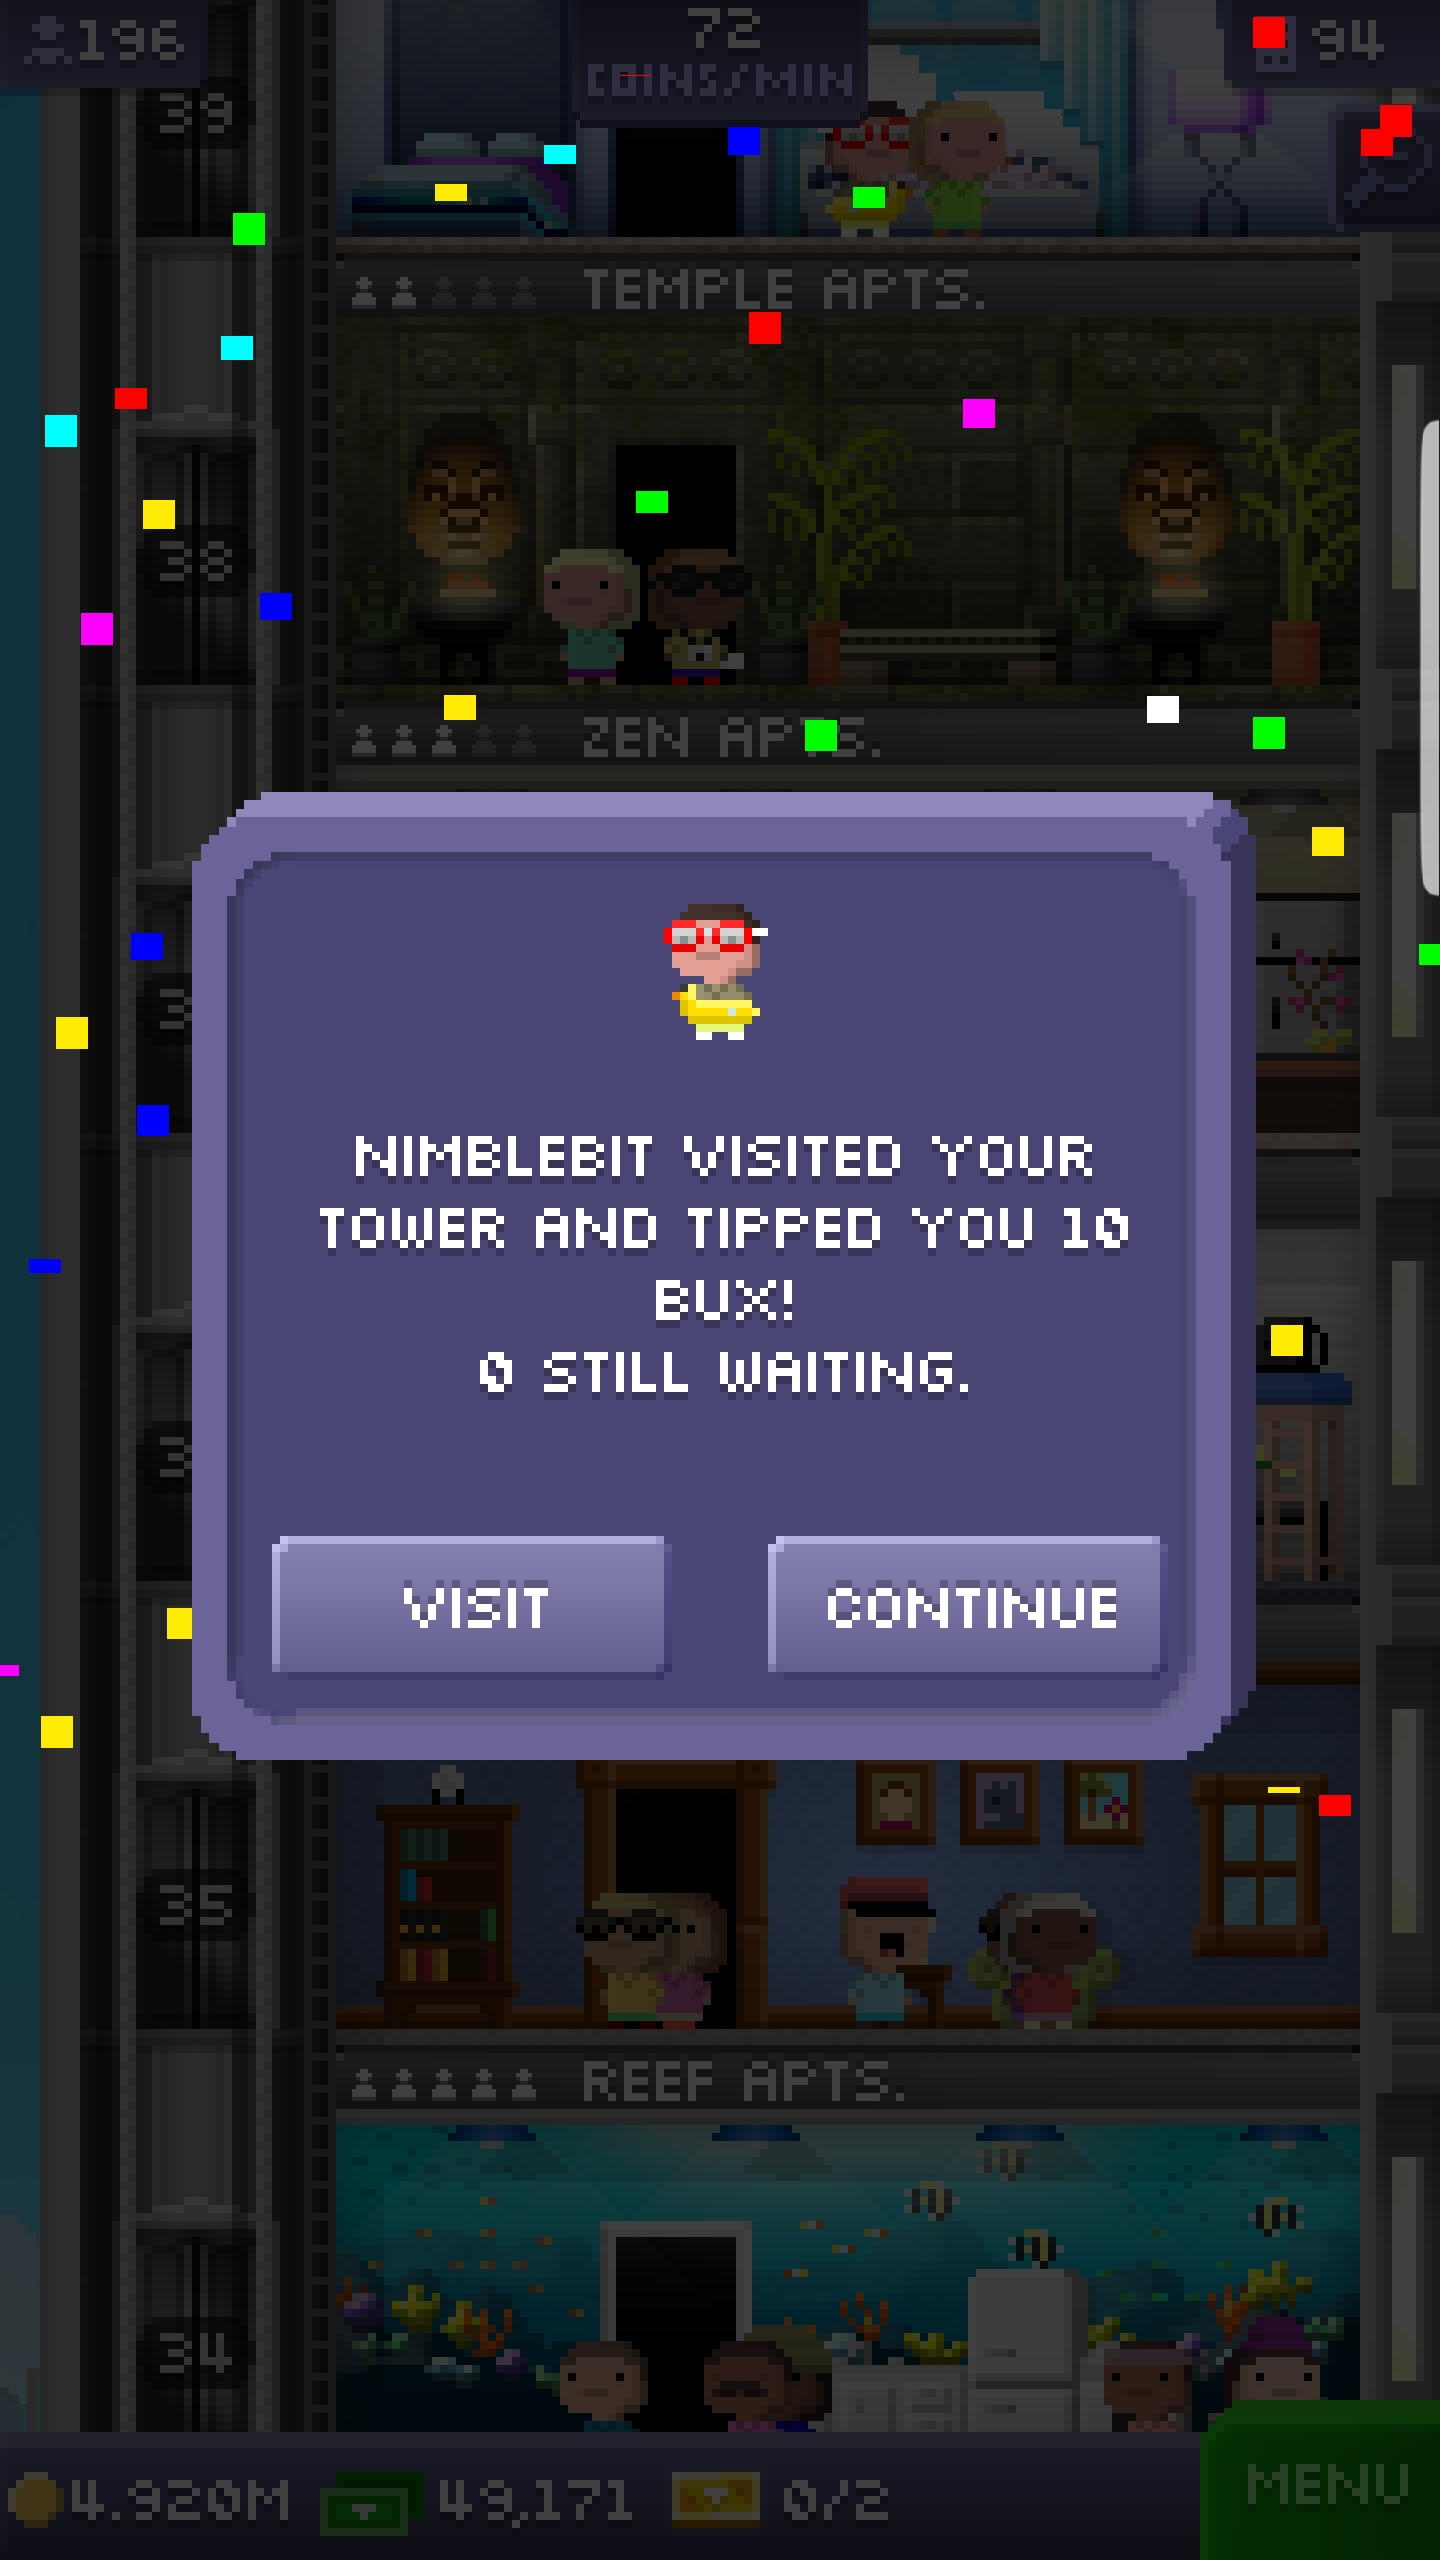 196
72
COINS/MIN
94
39
TEMPLE APTS.
38
ZEN APTS.
NIMBLEBIT VISITED YOUR
TOWER AND TIPPED YOU 10
BUX!
0 STILL WAITING.
VISIT
CONTINUE
35
REEF APTS.
34
4.920M
49,171
0/2
MENU